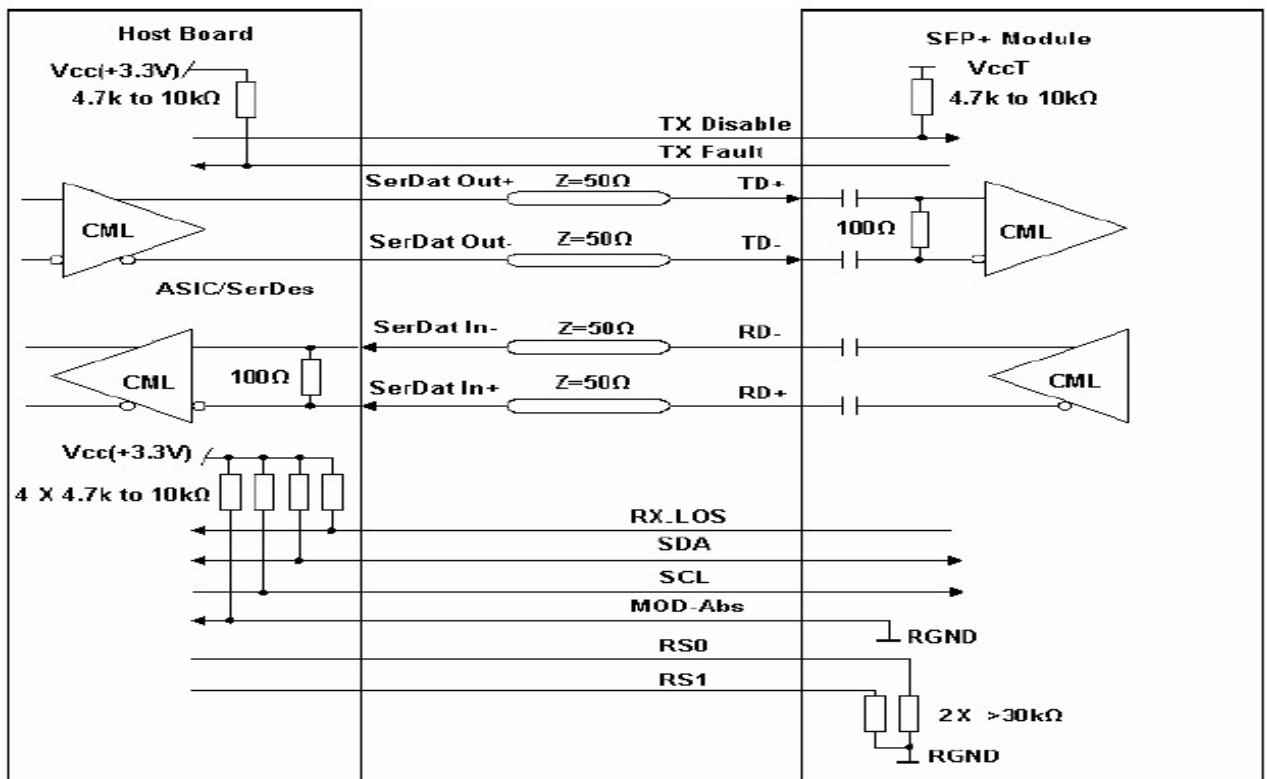 Host Board
SFP+ Module
Vcc(+3.3V)
4.7k to 10kΩ
VccT
4.7k to 10kΩ
TX Disable
TX Fault
SerDat Out+
Z=50Ω
TD+
CML
100Ω
CML
SerDat Out-
Z=50Ω
TD-
ASIC/SerDes
SerDat In-
Z=50Ω
RD-
CML
100Ω
CML
SerDat In+
Z=50Ω
RD+
Vcc(+3.3V)
4 X 4.7k to 10kΩ
RX_LOS
SDA
SCL
MOD-Abs
RGND
RS0
RS1
2X >30kΩ
RGND